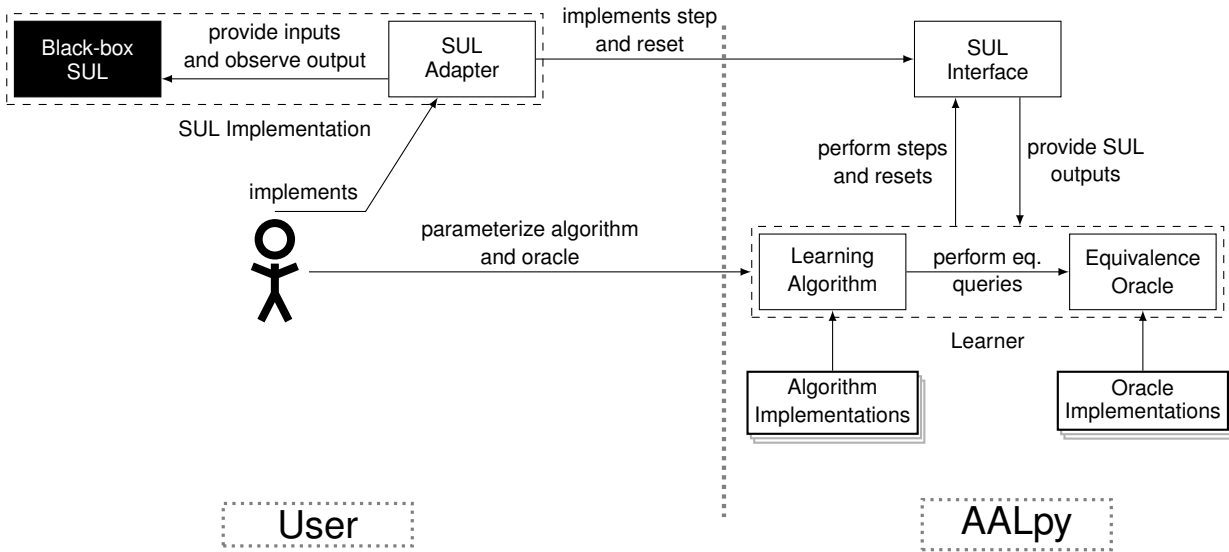 implements step
and reset
Black-box
SUL
provide inputs
and observe output
SUL
Adapter
SUL
Interface
SUL Implementation
perform steps
and resets
provide SUL
outputs
implements
parameterize algorithm
and oracle
Learning
Algorithm
perform eq.
queries
Equivalence
Oracle
Learner
Algorithm
Implementations
Oracle
Implementations
User
AALpy